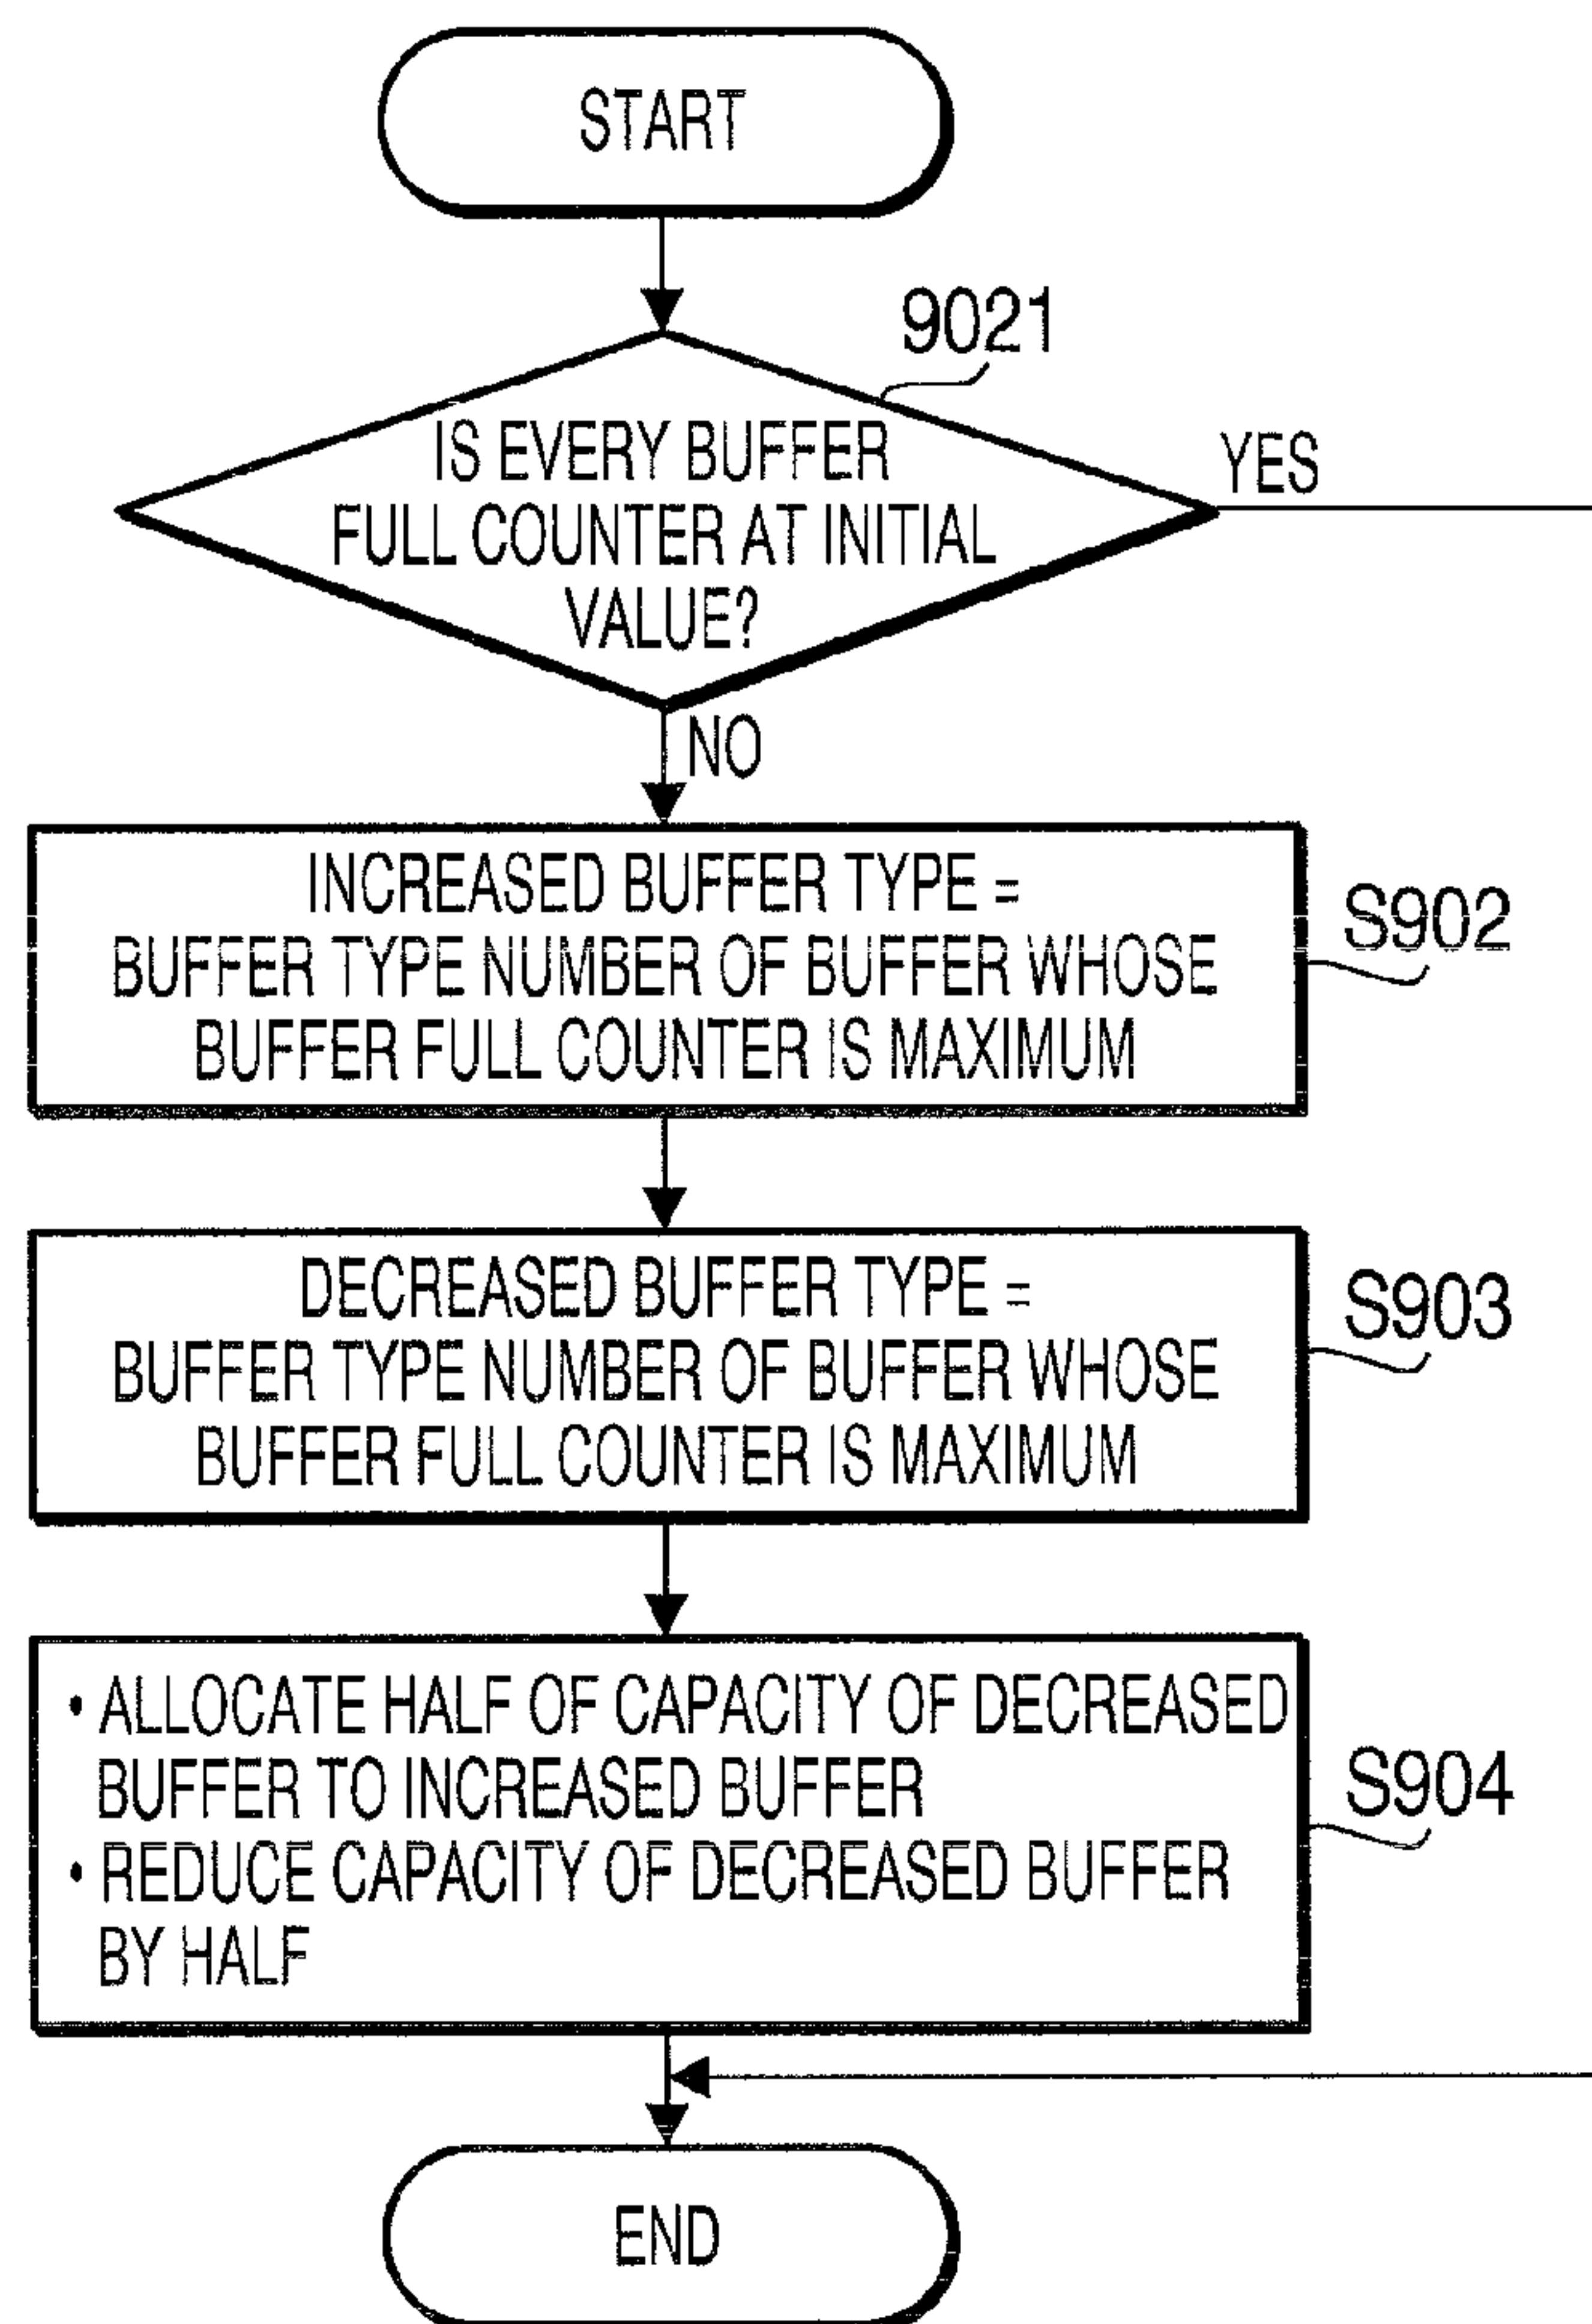 START
9021
IS EVERY BUFFER
FULL COUNTER AT INITIAL
VALUE?
YES
NO
INCREASED BUFFER TYPE =
BUFFER TYPE NUMBER OF BUFFER WHOSE
BUFFER FULL COUNTER IS MAXIMUM
S902
DECREASED BUFFER TYPE =
BUFFER TYPE NUMBER OF BUFFER WHOSE
BUFFER FULL COUNTER IS MAXIMUM
S903
• ALLOCATE HALF OF CAPACITY OF DECREASED
BUFFER TO INCREASED BUFFER
• REDUCE CAPACITY OF DECREASED BUFFER
BY HALF
S904
END